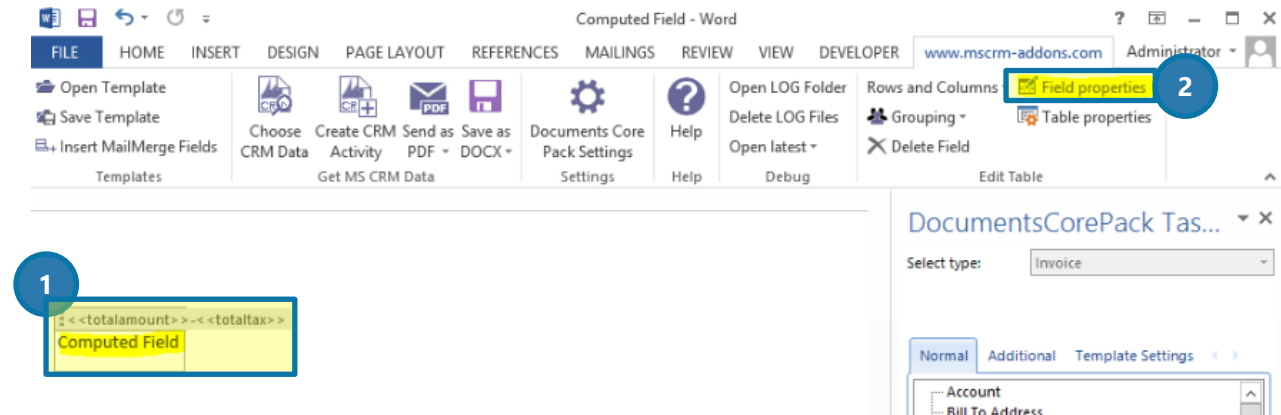 Computed Field - Word
FILE HOME INSERT DESIGN PAGE LAYOUT REFERENCES MAILINGS REVIEW VIEW DEVELOPER www.mscrm-addons.com Administrator
Open Template
Save Template
Insert MailMerge Fields
Templates
Choose
CRM Data
Create CRM
Activity
PDF
Send as
PDF
Save as
DOCX
Get MS CRM Data
Documents Core
Pack Settings
Settings
?
Help
Help
Open LOG Folder
Delete LOG Files
Open latest
Debug
Rows and Columns
Grouping
Delete Field
Field properties
Table properties
Edit Table
2
1
: <<totalamount>>-<<totaltax>>
Computed Field
DocumentsCorePack Tas...
Select type: Invoice
Normal Additional Template Settings
Account
Bill To Address